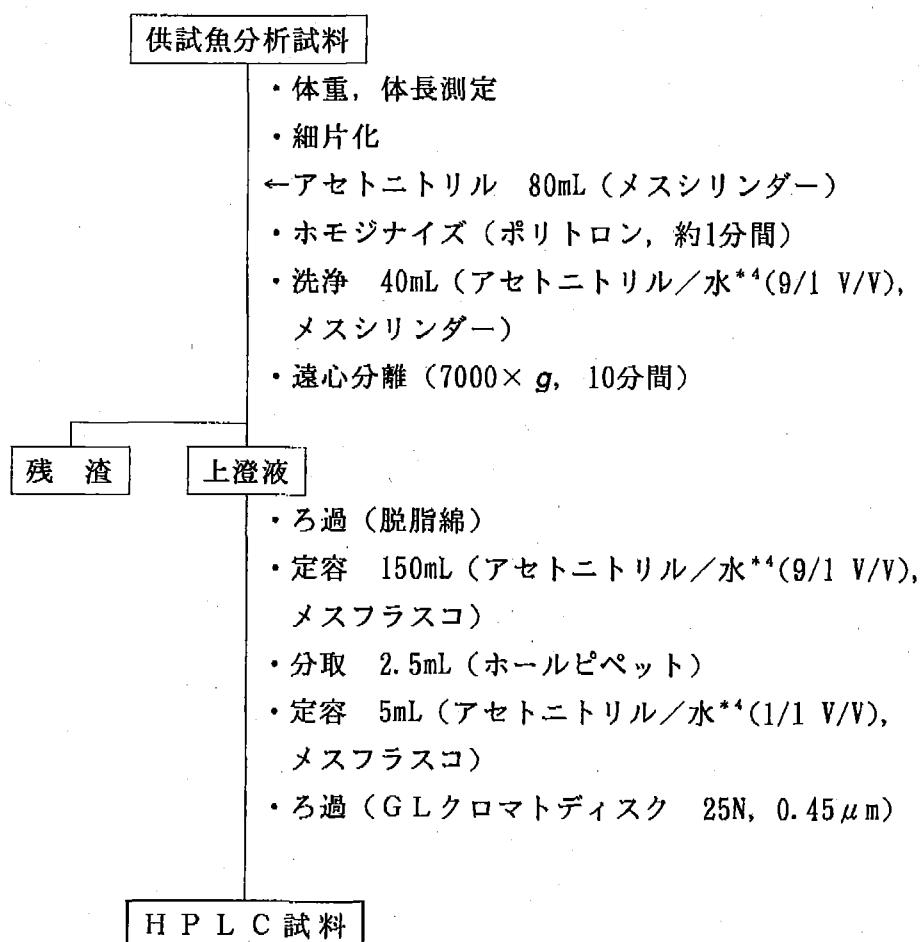 供試魚分析試料
・体重，体長測定
・細片化
←アセトニトリル　80mL（メスシリンダー）
・ホモジナイズ（ポリトロン，約1分間）
・洗浄　40mL（アセトニトリル／水*4(9/1 V/V),
メスシリンダー）
・遠心分離（7000× g,　10分間）
残　渣　　上澄液
・ろ過（脱脂綿）
・定容　150mL（アセトニトリル／水*4(9/1 V/V),
メスフラスコ）
・分取　2.5mL（ホールピペット）
・定容　5mL（アセトニトリル／水*4(1/1 V/V),
メスフラスコ）
・ろ過（ＧＬクロマトディスク　25N, 0.45μm）
ＨＰＬＣ試料